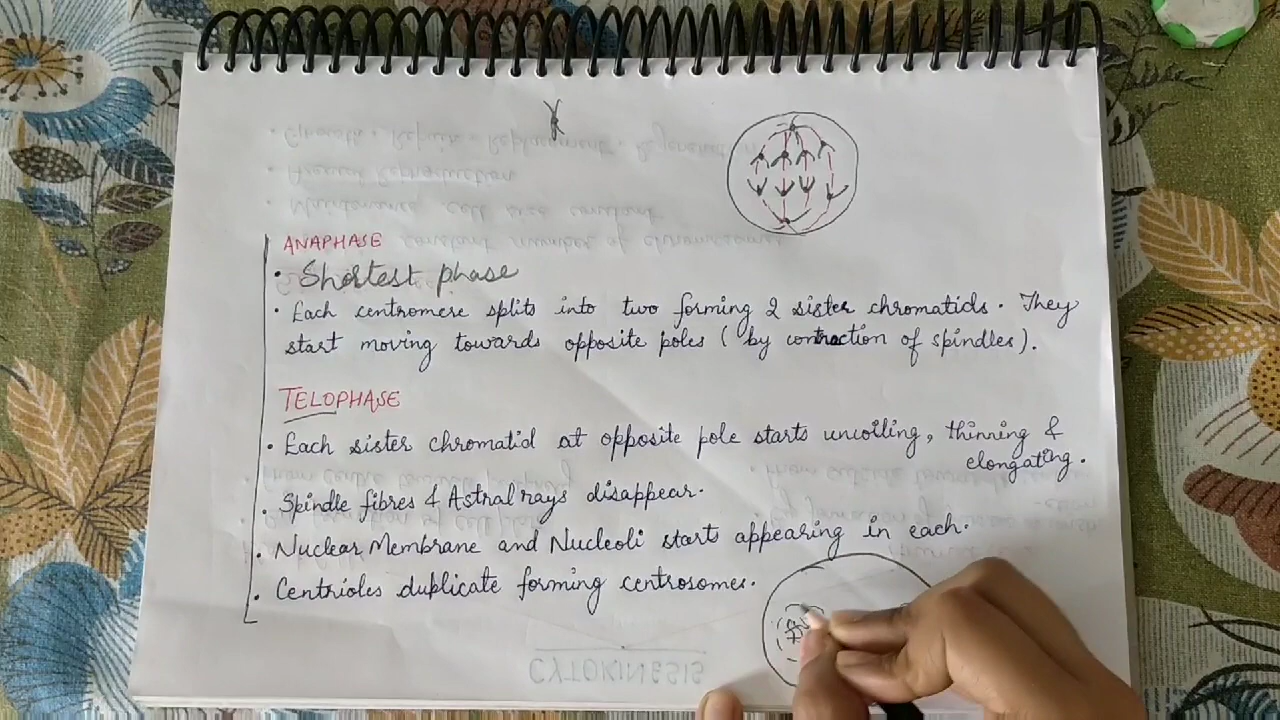 ANAPHASE
• Shortest phase
• Each centromere splits into two forming 2 sister chromatids. They
start moving towards opposite poles (by contraction of spindles).
TELOPHASE
• Each sister chromatid at opposite pole starts uncoiling, thinning &
elongating.
• Spindle fibres & Astral rays disappear.
• Nuclear Membrane and Nucleoli starts appearing in each.
• Centrioles duplicate forming centrosomes.
CYTOKINESIS